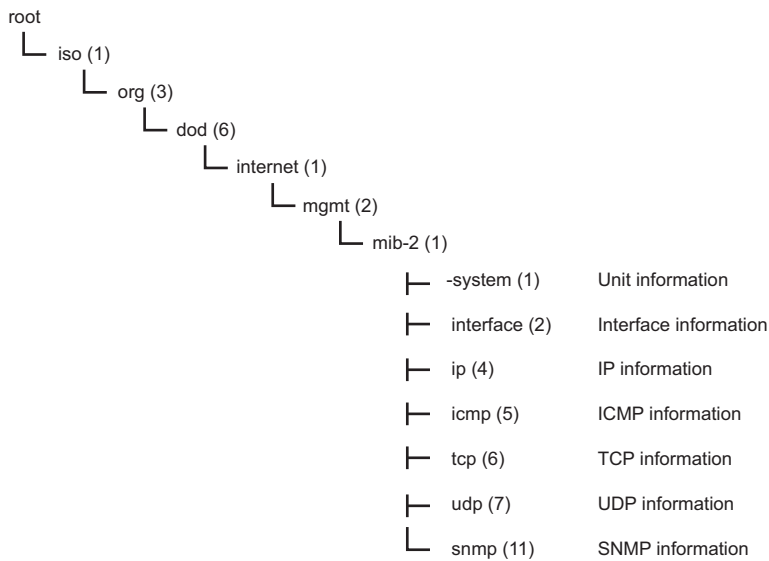 root
iso (1)
org (3)
dod (6)
internet (1)
mgmt (2)
mib-2 (1)
-system (1) Unit information
interface (2) Interface information
ip (4) IP information
icmp (5) ICMP information
tcp (6) TCP information
udp (7) UDP information
snmp (11) SNMP information